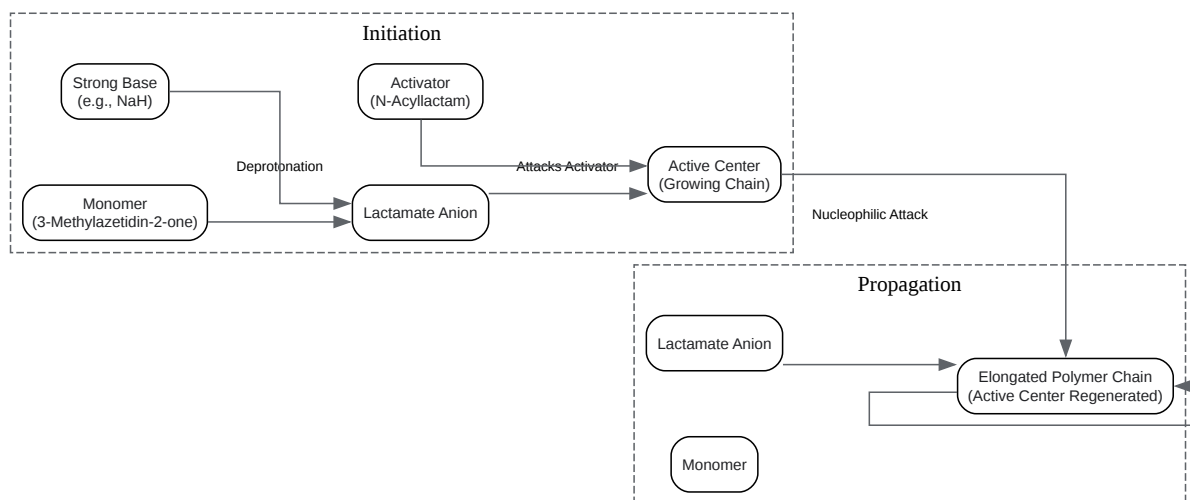 Initiation
Strong Base
(e.g., NaH)
Activator
(N-Acyllactam)
Deprotonation
Attacks Activator
Active Center
(Growing Chain)
Monomer
(3-Methylazetidin-2-one)
Lactamate Anion
Nucleophilic Attack
Propagation
Lactamate Anion
Elongated Polymer Chain
(Active Center Regenerated)
Monomer